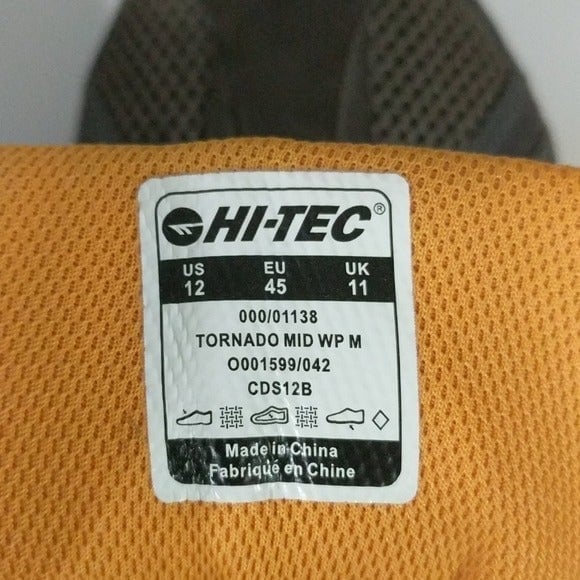 HI-TEC®
US EU UK
12 45 11
000/01138
TORNADO MID WP M
O001599/042
CDS12B
Made in China
Fabriqué en Chine